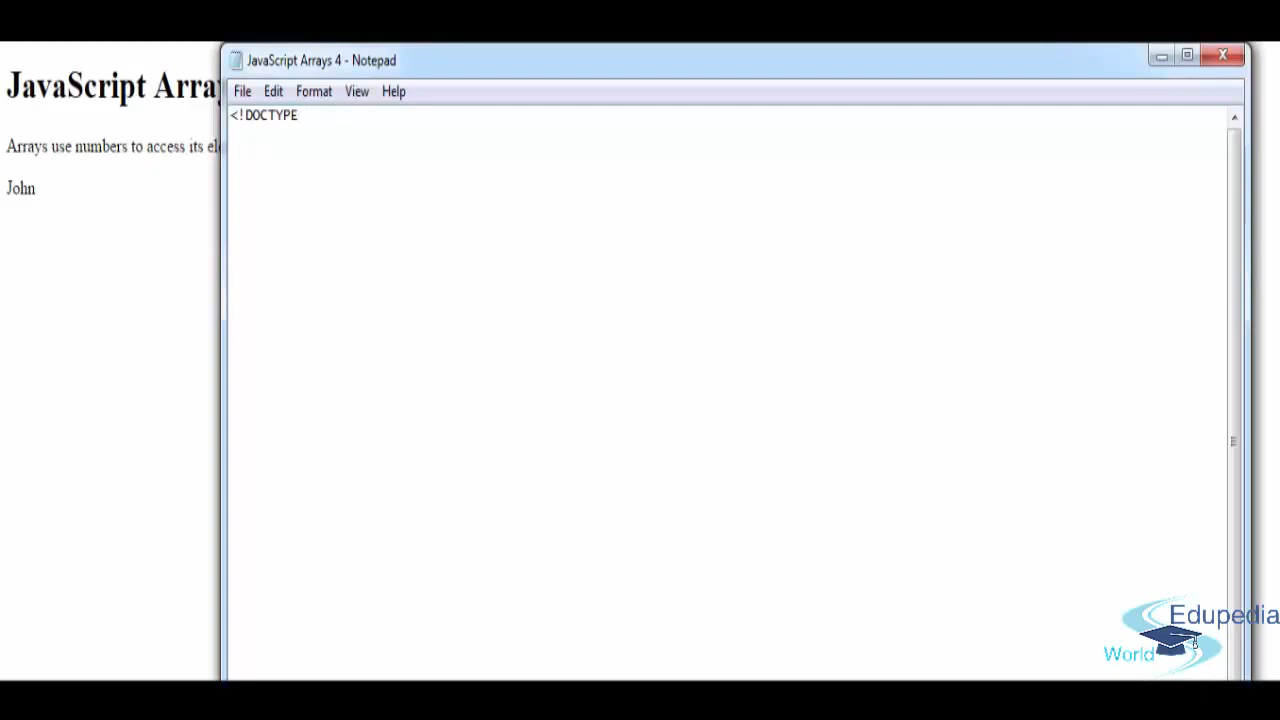 JavaScript Arrays 4 - Notepad
File Edit Format View Help
<!DOCTYPE
JavaScript Array
Arrays use numbers to access its ele
John
Edupedia
World